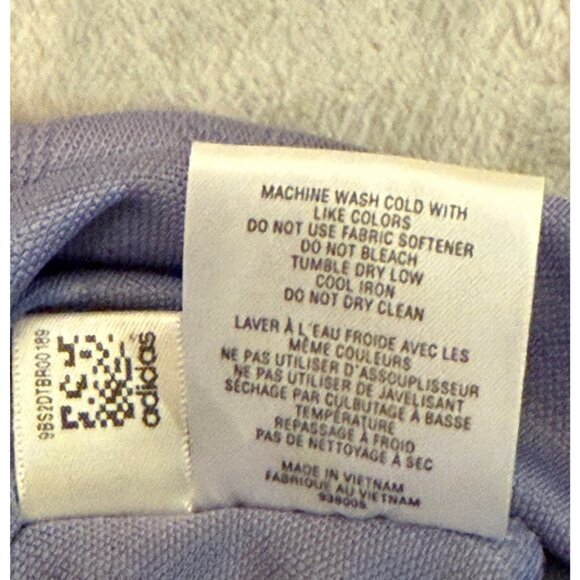 MACHINE WASH COLD WITH
LIKE COLORS
DO NOT USE FABRIC SOFTENER
DO NOT BLEACH
TUMBLE DRY LOW
COOL IRON
DO NOT DRY CLEAN
LAVER À L'EAU FROIDE AVEC LES
MÊME COULEURS
NE PAS UTILISER D'ASSOUPLISSEUR
NE PAS UTILISER DE JAVELISANT
SÉCHAGE PAR CULBUTAGE À BASSE
TEMPÉRATURE
REPASSAGE À FROID
PAS DE NETTOYAGE À SEC
MADE IN VIETNAM
FABRIQUE AU VIETNAM
93800S
9BS2DTBR00189
adidas